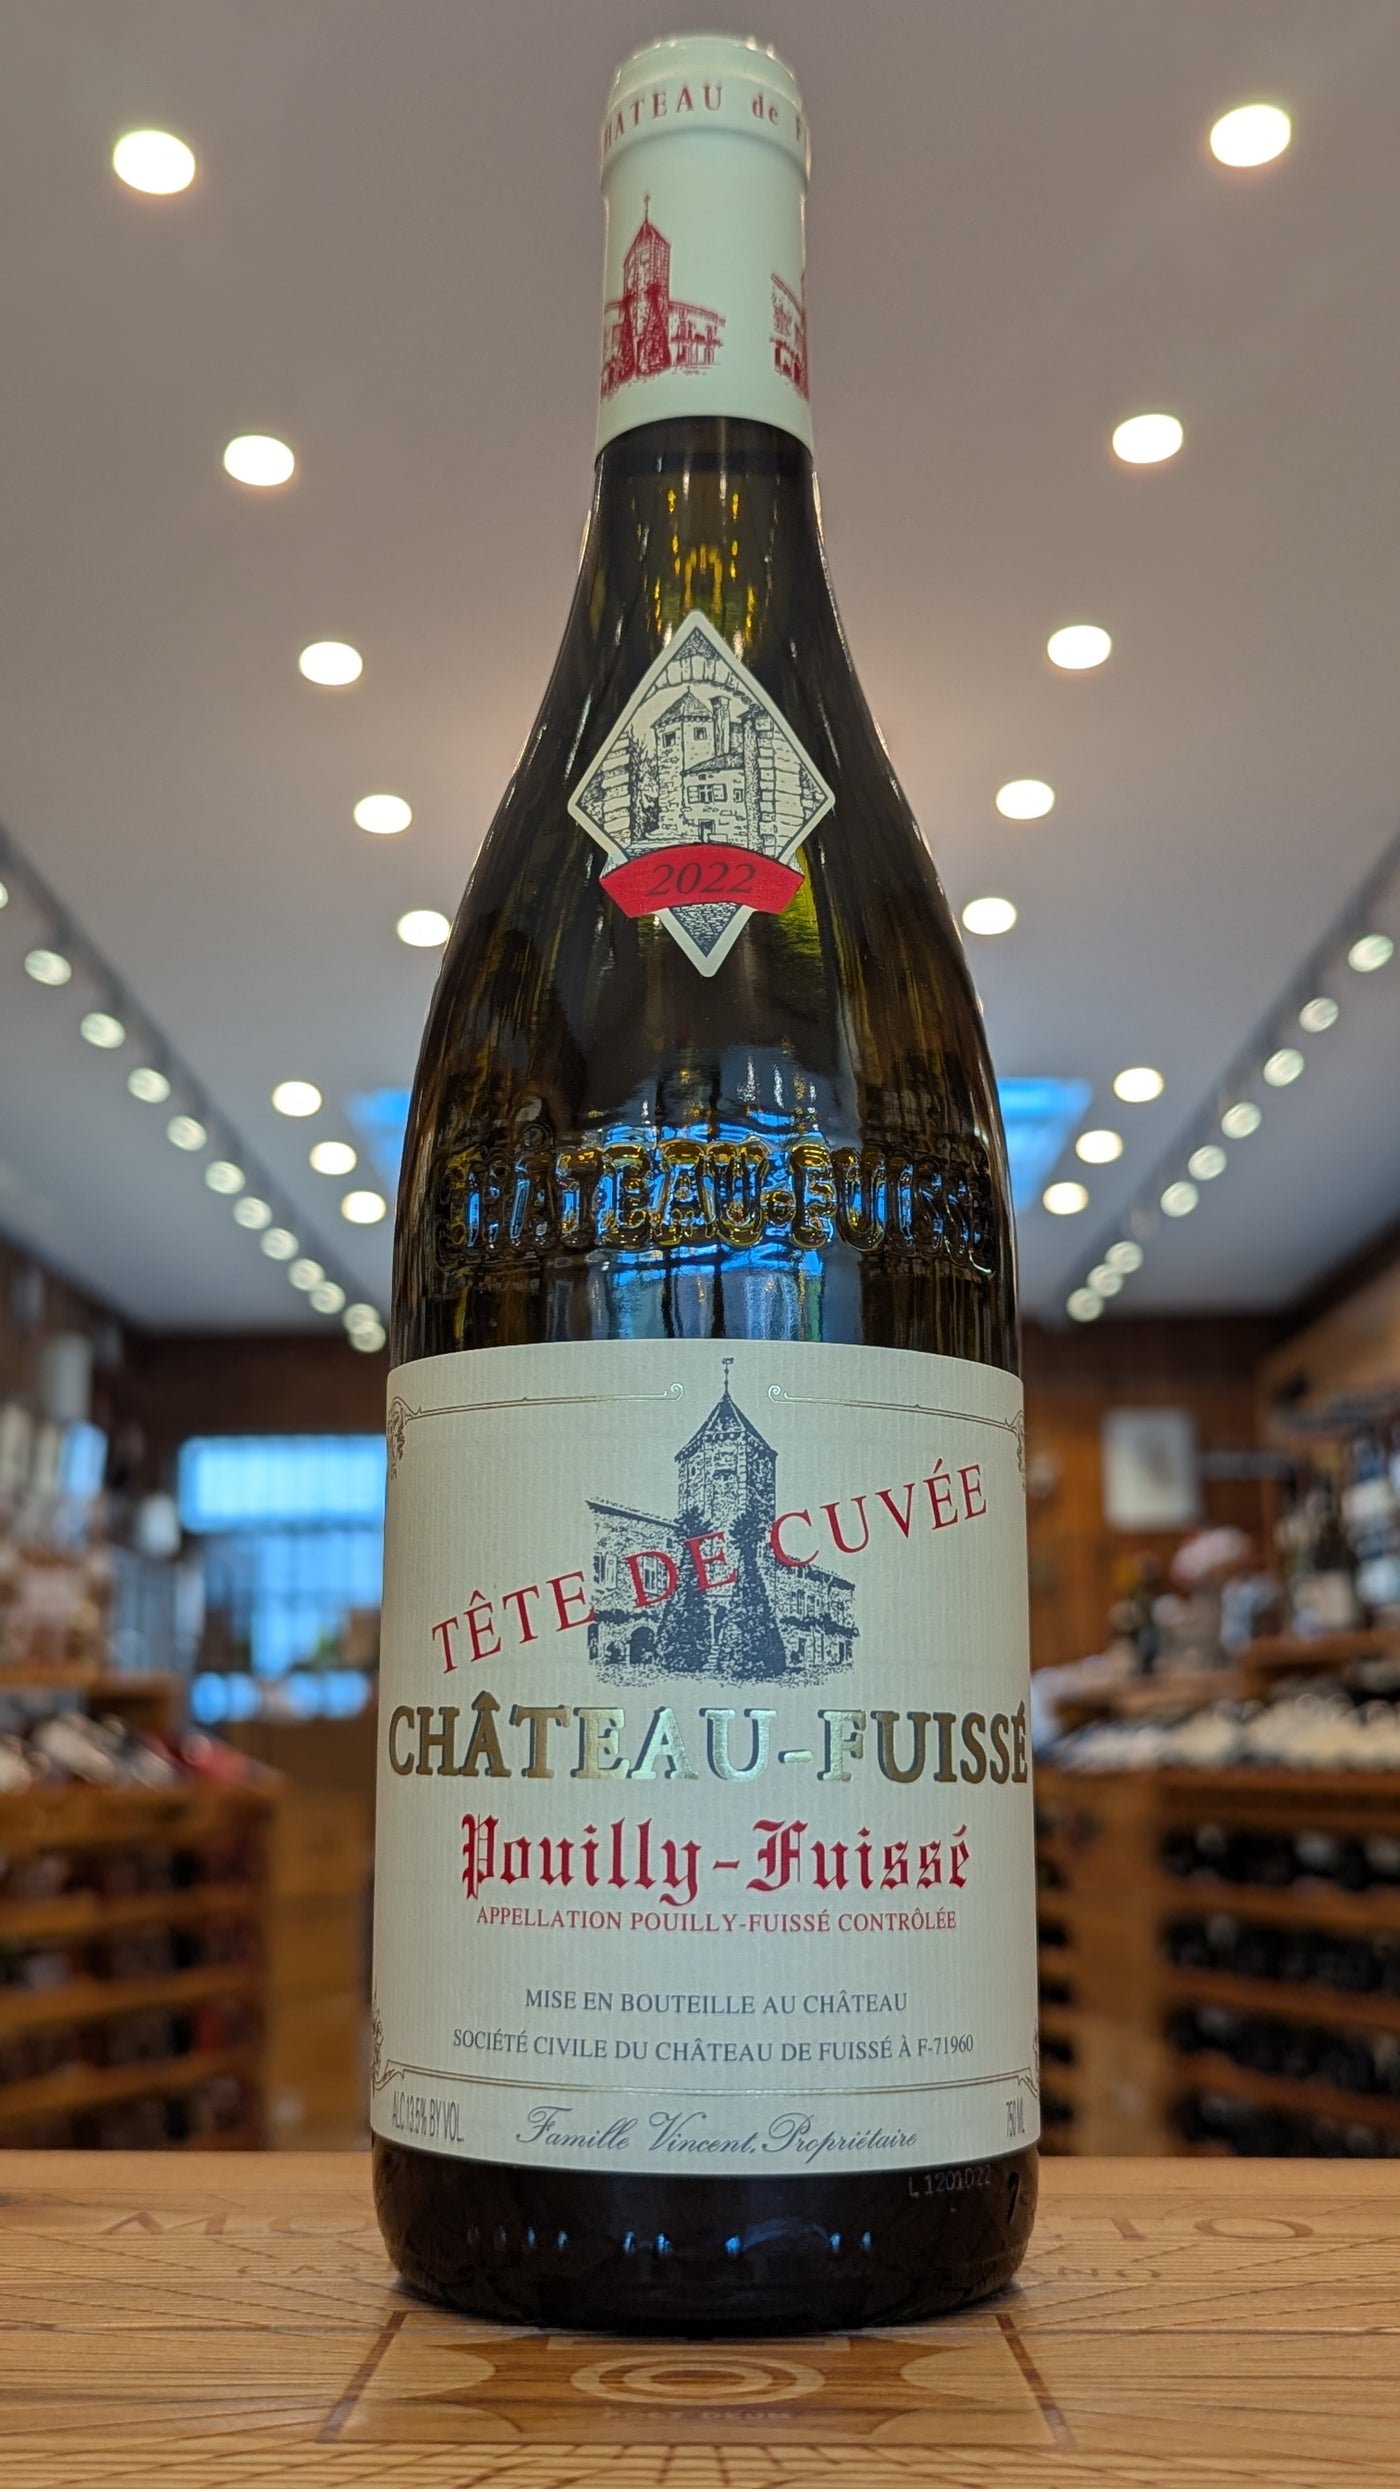 CHÂTEAU de F
2022
CHÂTEAU·FUISSÉ
TÊTE DE CUVÉE
CHÂTEAU-FUISSÉ
Pouilly-Fuissé
APPELLATION POUILLY-FUISSÉ CONTRÔLÉE
MISE EN BOUTEILLE AU CHÂTEAU
SOCIÉTÉ CIVILE DU CHÂTEAU DE FUISSÉ À F-71960
ALC.13.5% BY VOL.
Famille Vincent, Propriétaire
750 ML
L 1201022